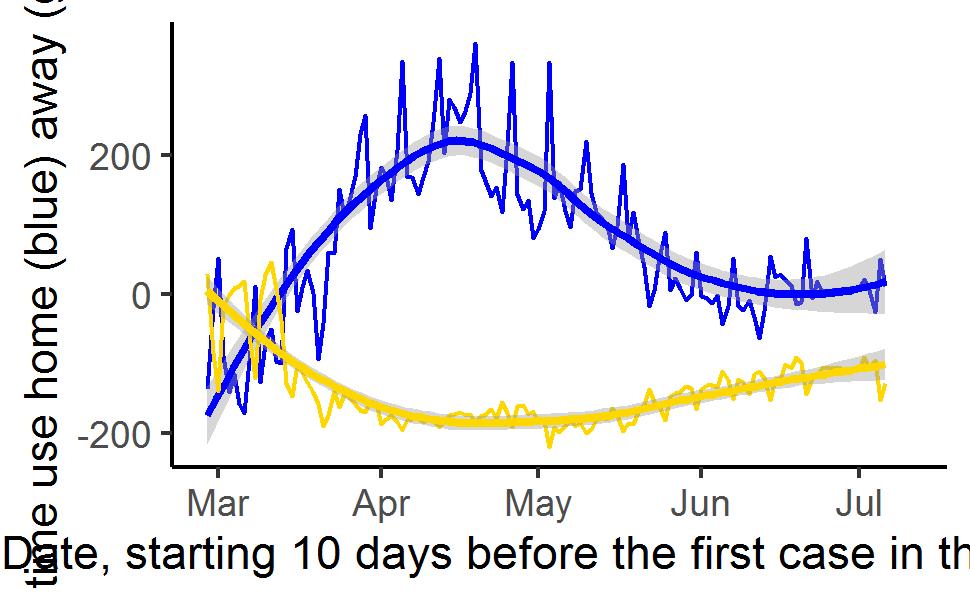 time use home (blue) away (
200
0
-200
Mar Apr May Jun Jul
Date, starting 10 days before the first case in th